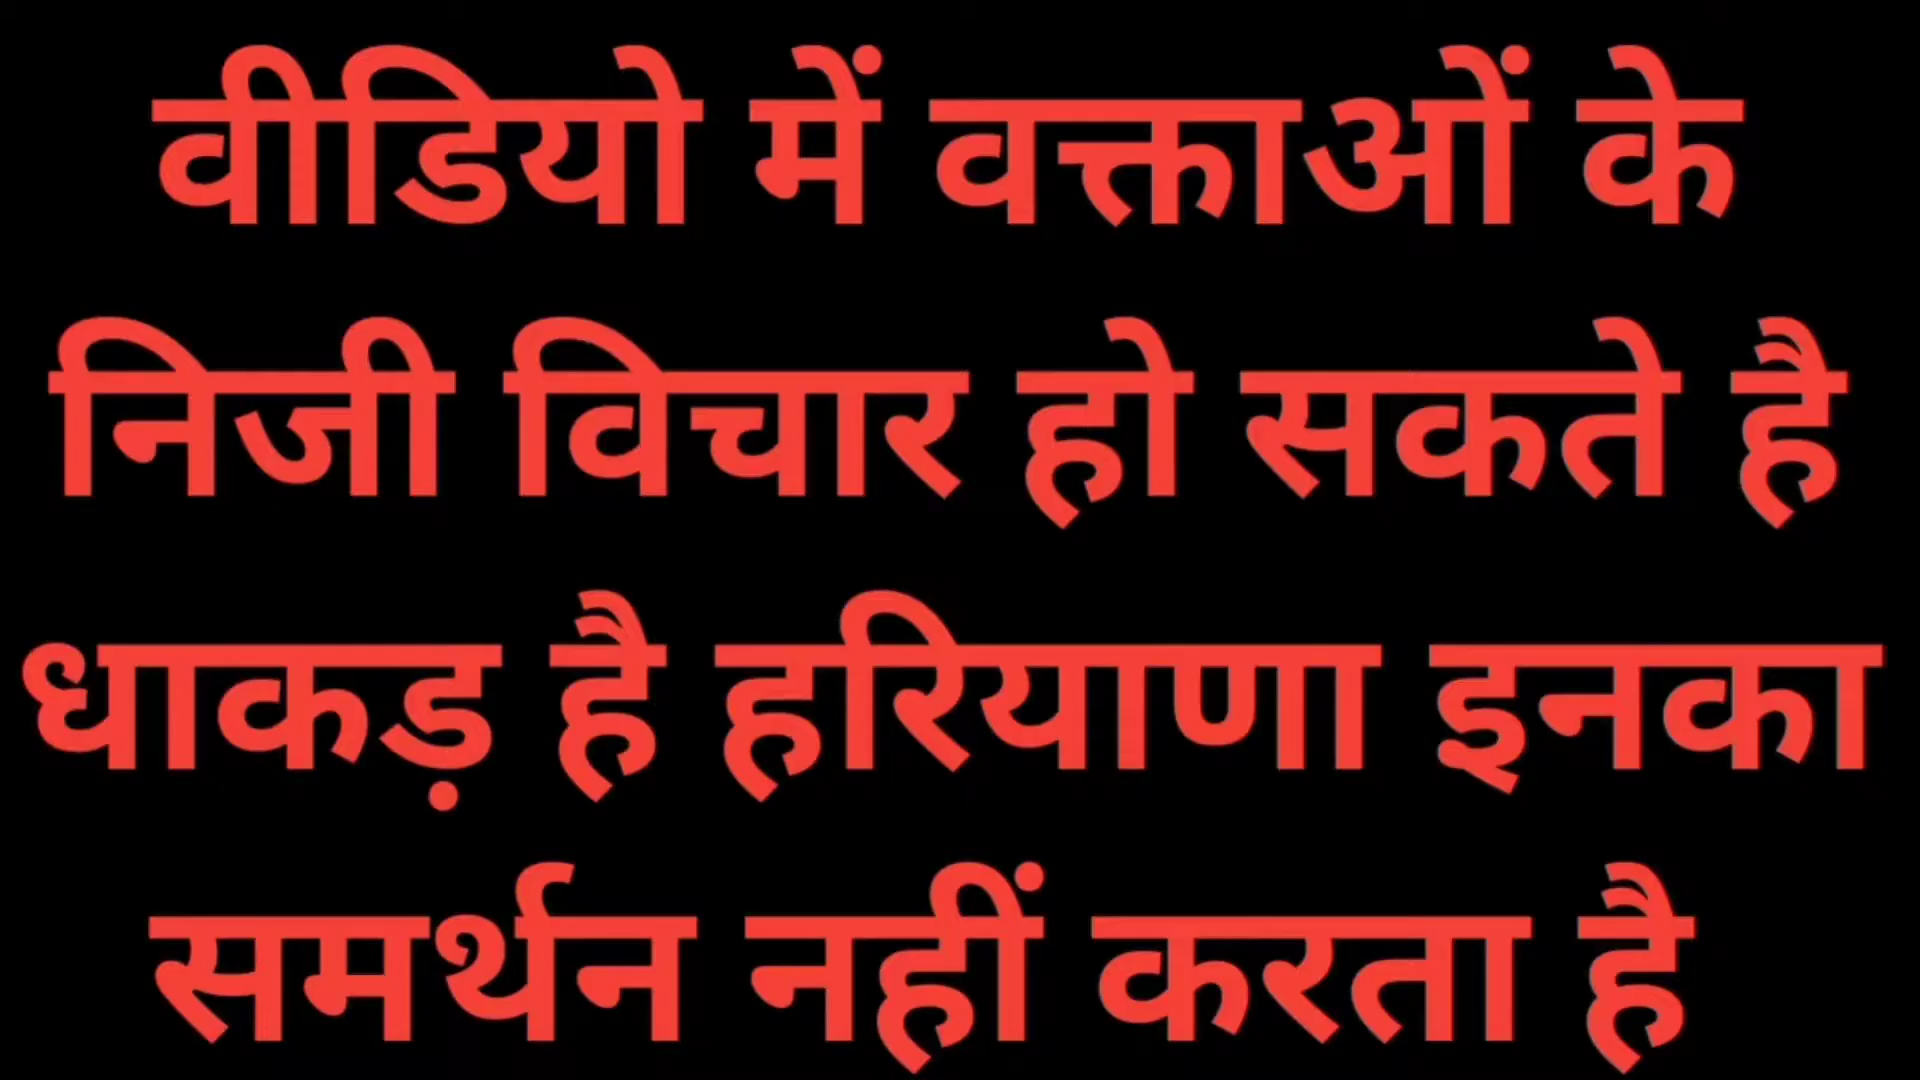 वीडियो में वक्ताओं के
निजी विचार हो सकते है
धाकड़ है हरियाणा इनका
समर्थन नहीं करता है